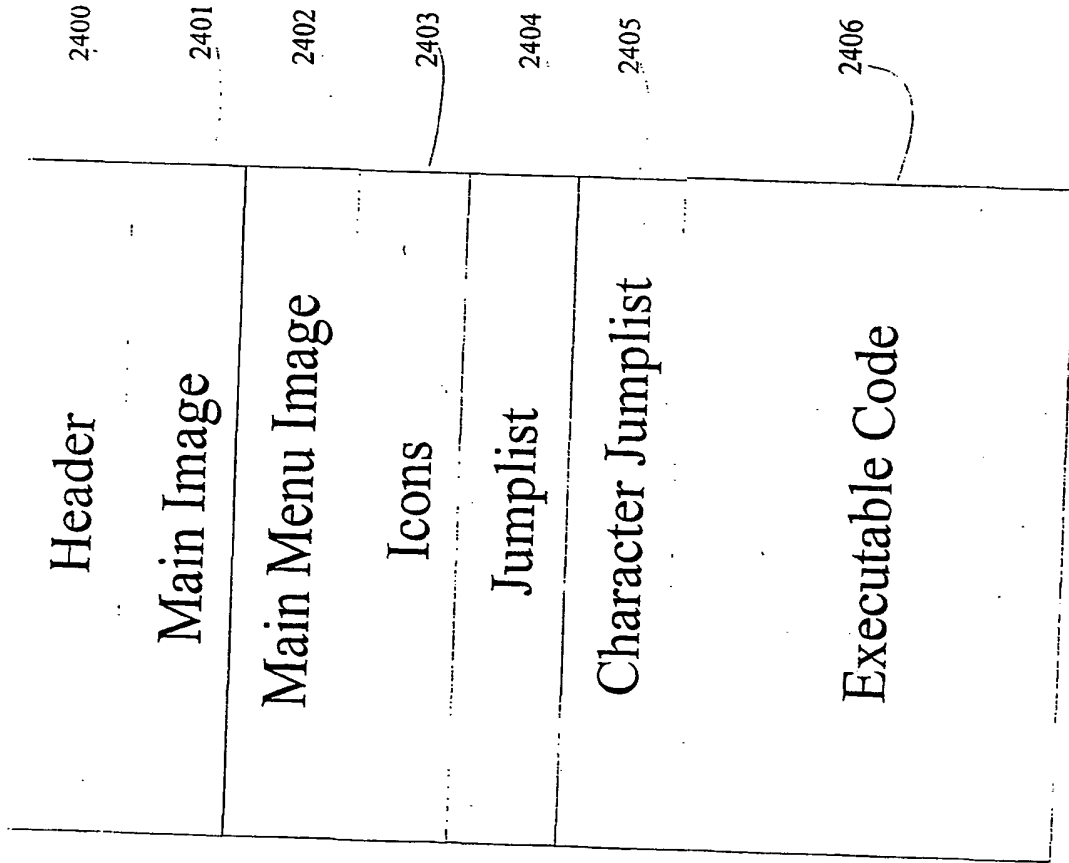 Header
2400
Main Image
2401
Main Menu Image
2402
Icons
2403
Jumplist
2404
Character Jumplist
2405
Executable Code
2406